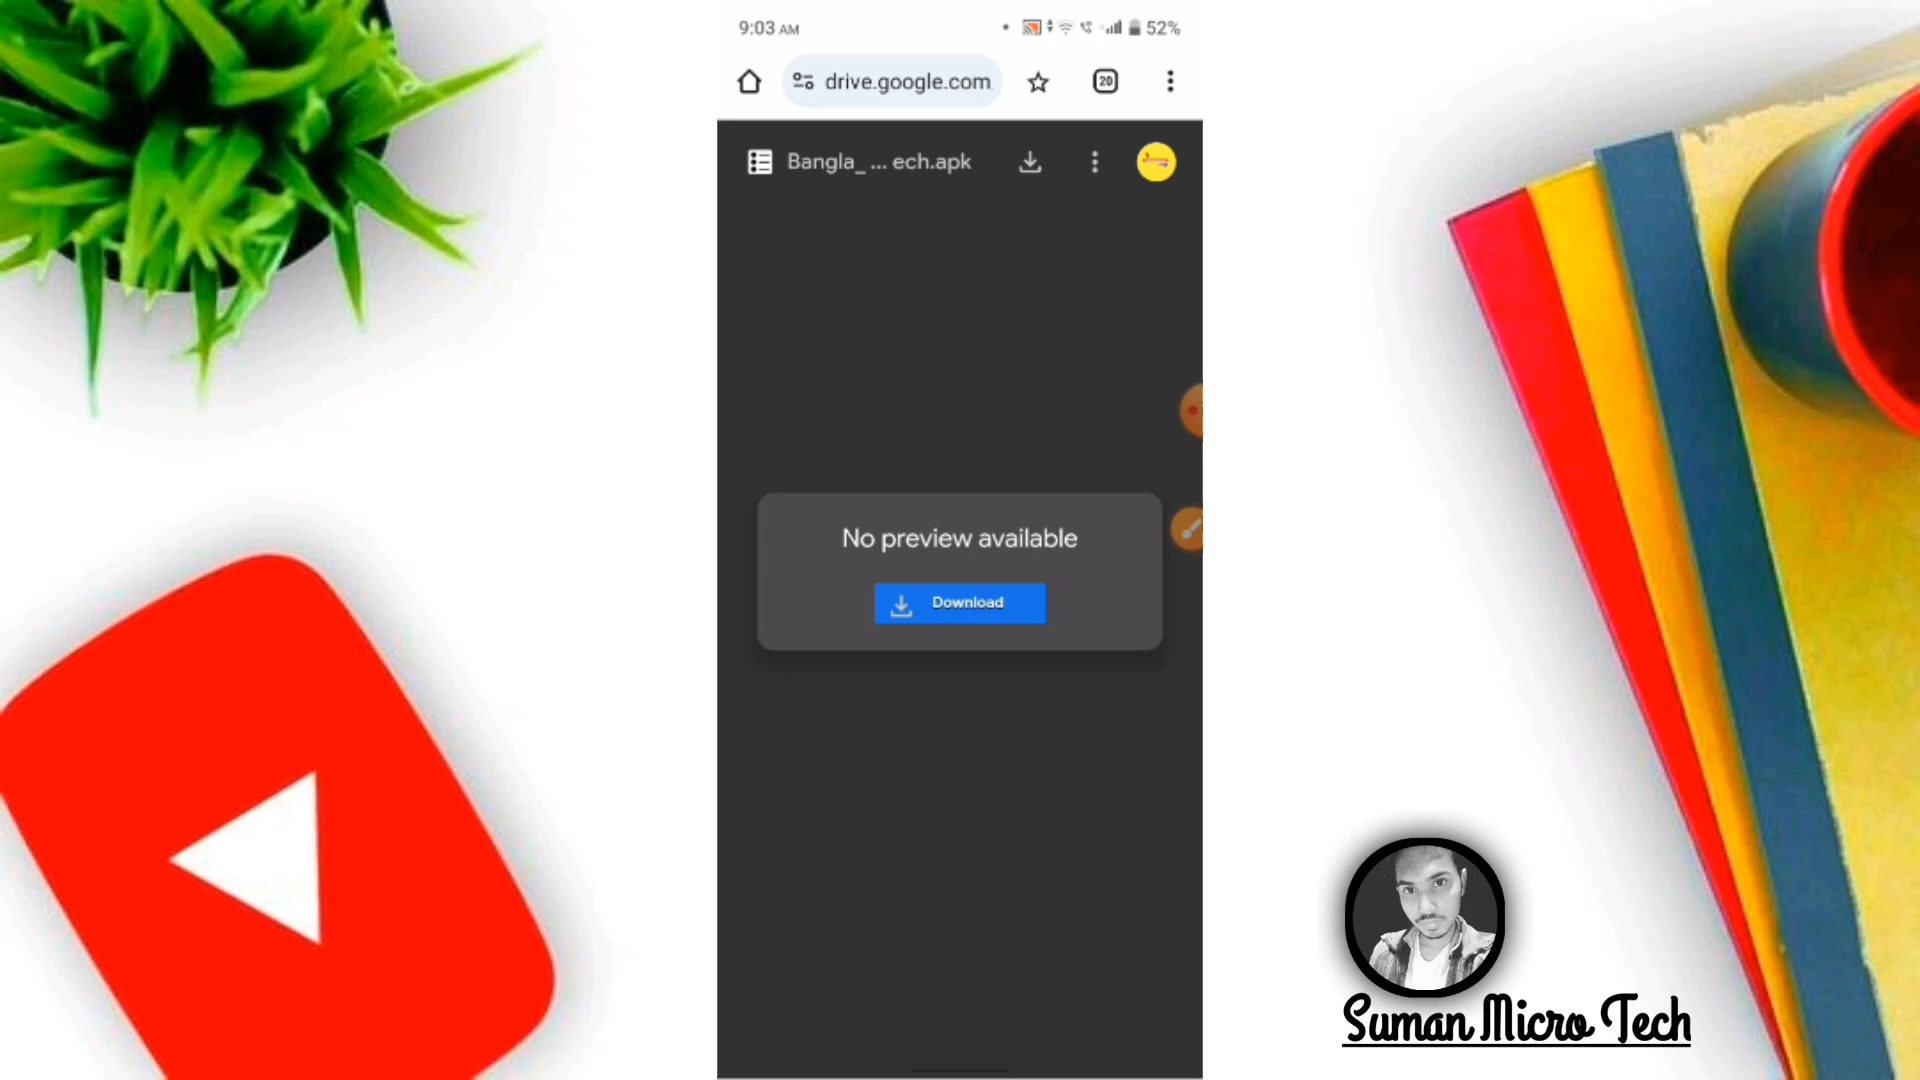 9:03 AM
52%
drive.google.com
20
Bangla_ ... ech.apk
No preview available
Download
Suman Micro Tech